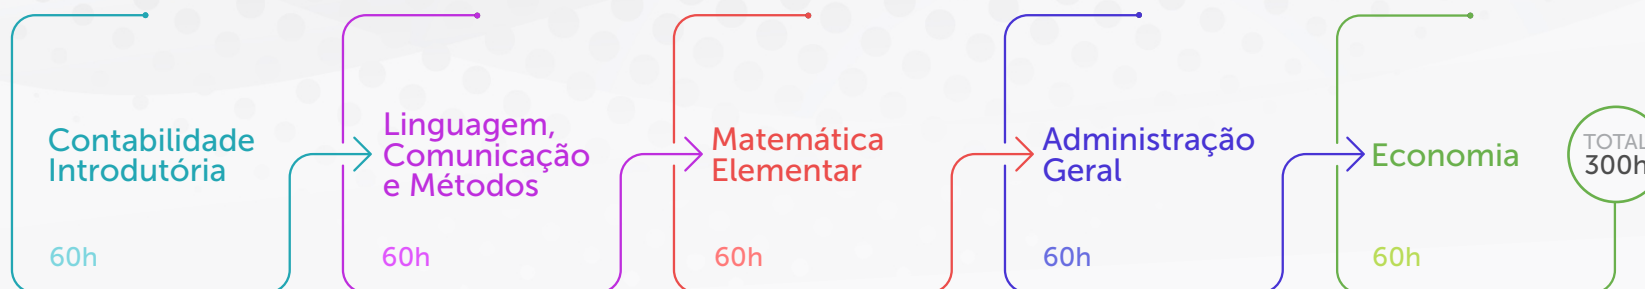 Contabilidade
Introdutória
60h
Linguagem,
Comunicação
e Métodos
60h
Matemática
Elementar
60h
Administração
Geral
60h
Economia
60h
TOTAL
300h